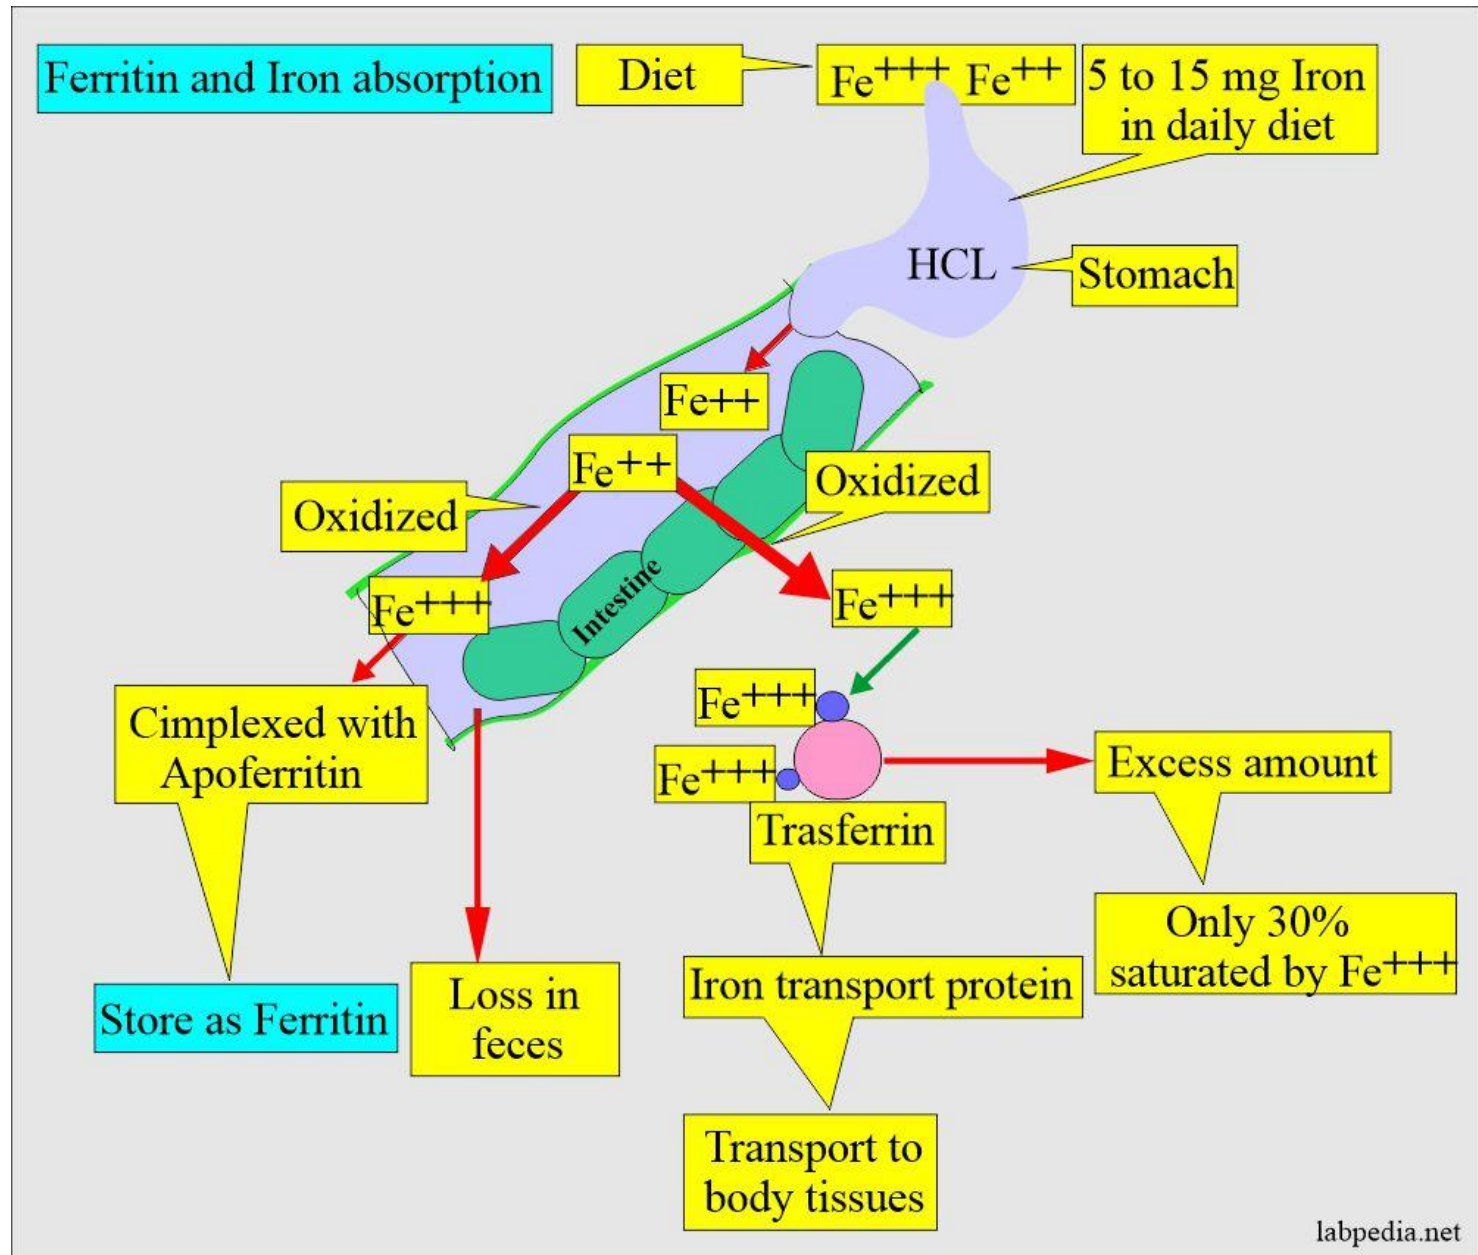 Ferritin and Iron absorption
Diet
Fe+++ Fe++
5 to 15 mg Iron
in daily diet
HCL
Stomach
Fe++
Fe++
Oxidized
Oxidized
Fe+++
Intestine
Fe+++
Cimplexed with
Apoferritin
Fe+++
Fe+++
Excess amount
Trasferrin
Only 30%
saturated by Fe+++
Store as Ferritin
Loss in
feces
Iron transport protein
Transport to
body tissues
labpedia.net